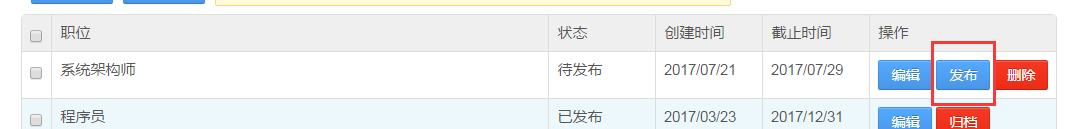 职位 状态 创建时间 截止时间 操作
系统架构师 待发布 2017/07/21 2017/07/29 编辑 发布 删除
程序员 已发布 2017/03/23 2017/12/31 编辑 归档